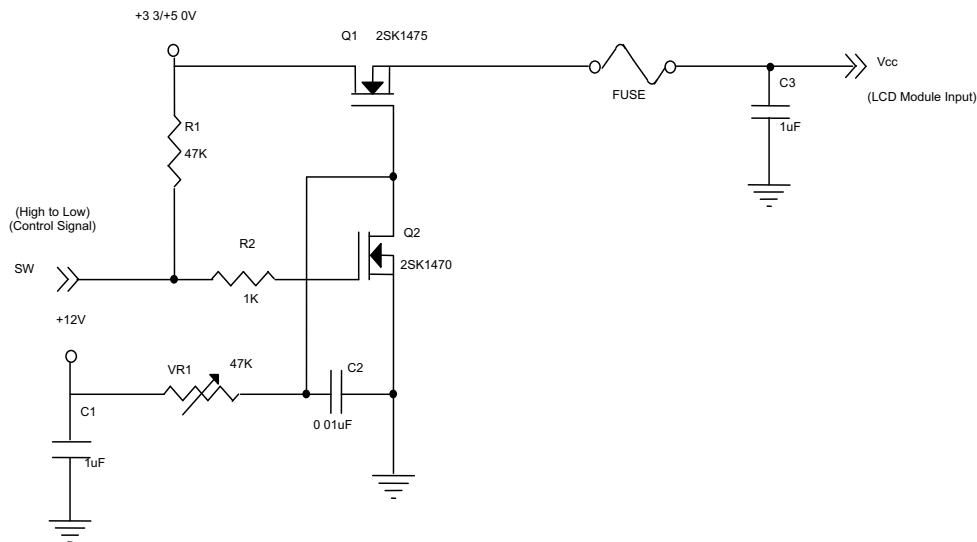 +3 3/+5 0V
Q1 2SK1475
Vcc
C3
FUSE
(LCD Module Input)
R1
1uF
47K
(High to Low)
(Control Signal)
Q2
R2
SW
2SK1470
1K
+12V
47K
VR1
C2
C1
0 01uF
1uF